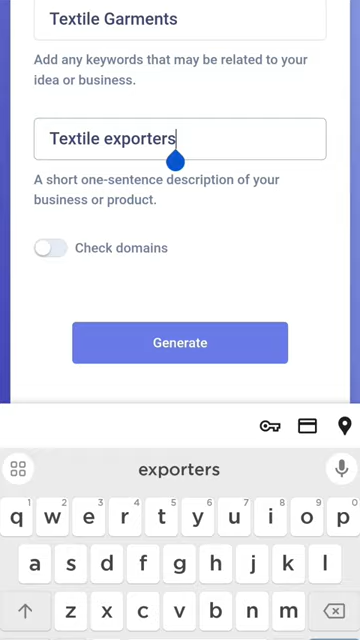 Textile Garments
Add any keywords that may be related to your
idea or business.
Textile exporters
A short one-sentence description of your
business or product.
Check domains
Generate
exporters
1 2 3 4 5 6 7 8 9 0
q w e r t y u i o p
a s d f g h j k l
z x c v b n m